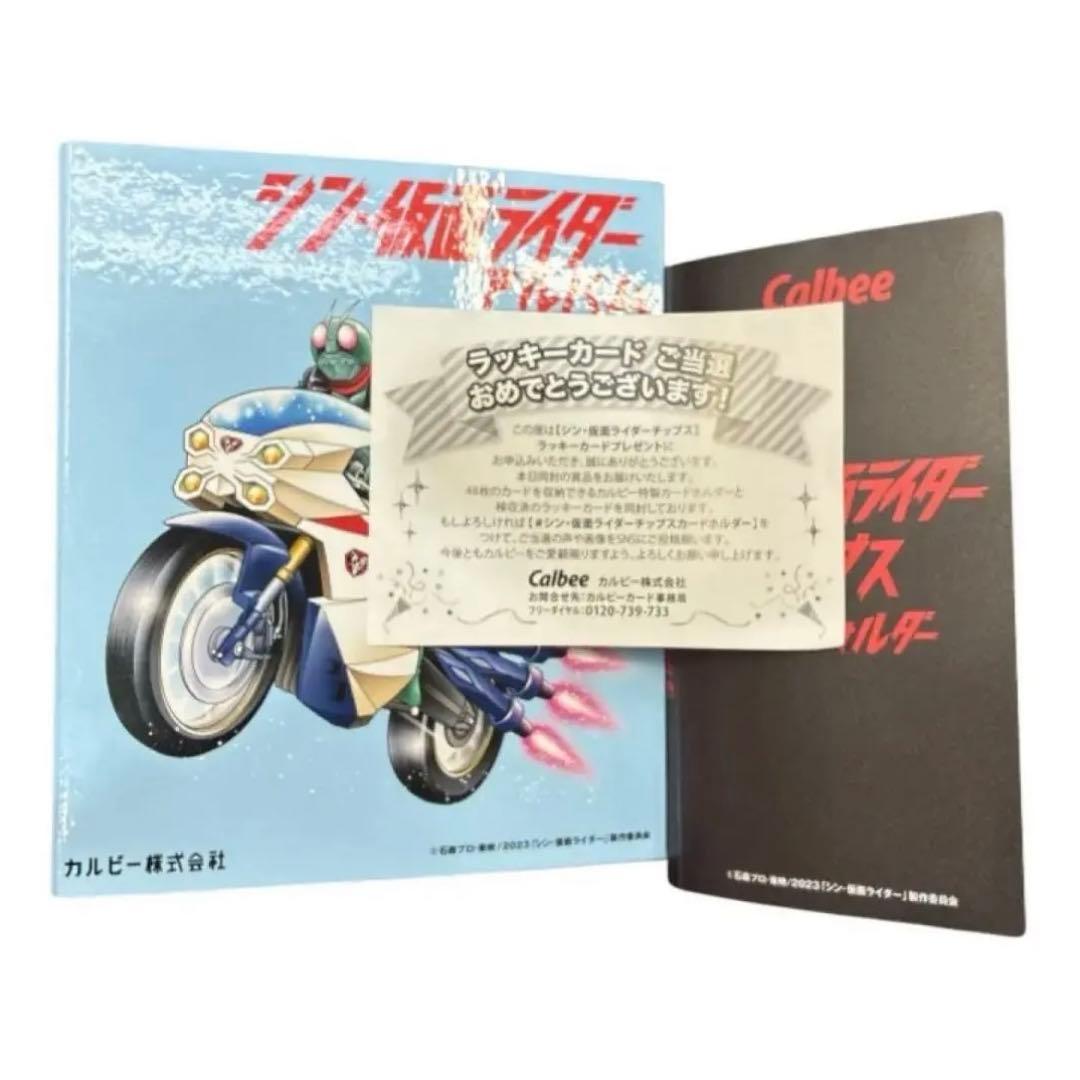 シン・仮面ライダー
アルバム
カルビー株式会社
©石森プロ・東映/2023「シン・仮面ライダー」製作委員会
ラッキーカード ご当選
おめでとうございます!
この度は【シン・仮面ライダーチップス】
ラッキーカードプレゼントに
お申込みいただき、誠にありがとうございます。
本日同封の賞品をお届けいたします。
48枚のカードを収納できるカルビー特製カードホルダーと
検収済のラッキーカードを同封しております。
もしよろしければ【#シン・仮面ライダーチップスカードホルダー】を
つけて、ご当選の声や画像をSNSにご投稿願います。
今後ともカルビーをご愛顧賜りますよう、よろしくお願い申し上げます。
Calbee カルビー株式会社
お問合せ先:カルビーカード事務局
フリーダイヤル:0120-739-733
Calbee
ライダー
プス
ォルダー
©石森プロ・東映/2023「シン・仮面ライダー」製作委員会